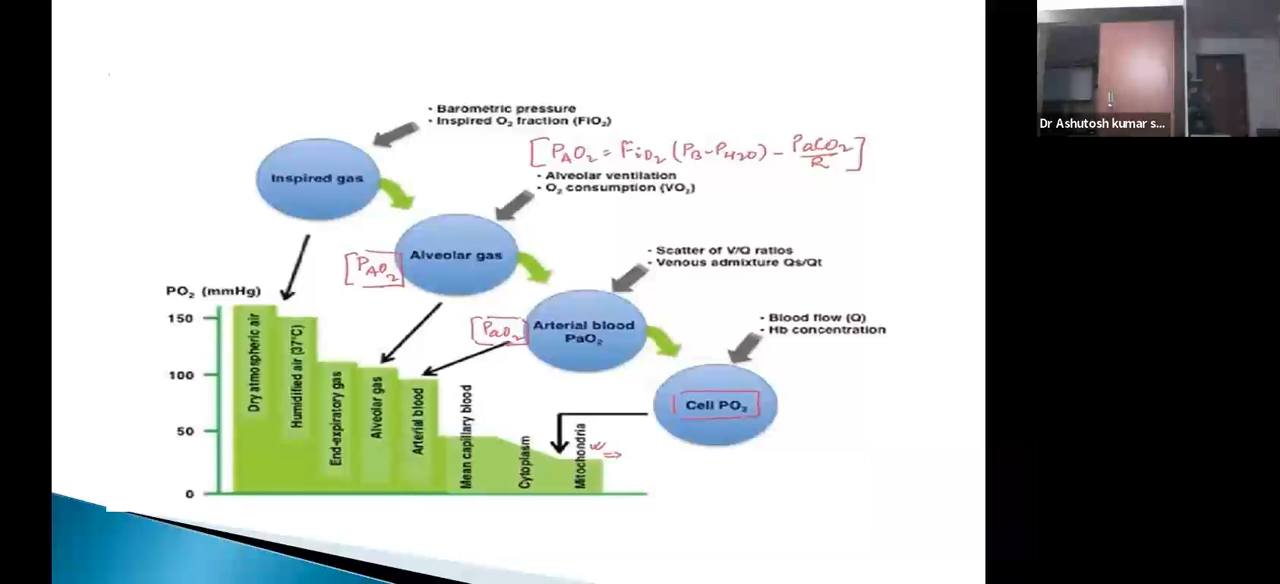 · Barometric pressure
· Inspired O₂ fraction (FiO₂)
[PAO₂ = FiO₂ (PB-PH2O) - PaCO₂/R]
Inspired gas
· Alveolar ventilation
· O₂ consumption (VO₂)
[PAO₂]
Alveolar gas
· Scatter of V/Q ratios
· Venous admixture Qs/Qt
PaO₂
Arterial blood
PaO₂
· Blood flow (Q)
· Hb concentration
Cell PO₂
PO₂ (mmHg)
150
100
50
0
Dry atmospheric air
Humidified air (37°C)
End-expiratory gas
Alveolar gas
Arterial blood
Mean capillary blood
Cytoplasm
Mitochondria
Dr Ashutosh kumar s...